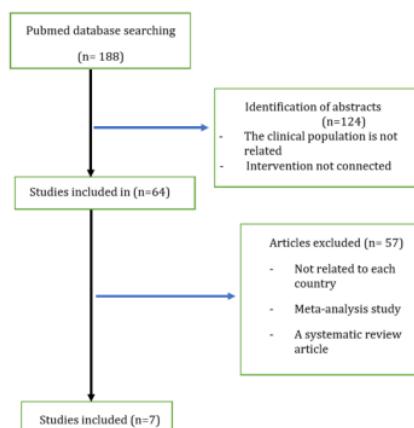 Pubmed database searching
(n= 188)
Identification of abstracts
(n=124)
- The clinical population is not
related
- Intervention not connected
Studies included in (n=64)
Articles excluded (n= 57)
- Not related to each
country
- Meta-analysis study
- A systematic review
article
Studies included (n=7)